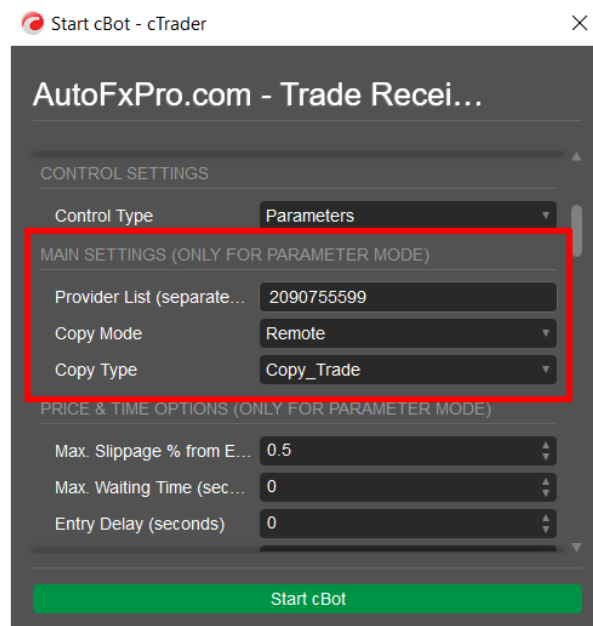 Start cBot - cTrader
AutoFxPro.com - Trade Recei...
CONTROL SETTINGS
Control Type Parameters
MAIN SETTINGS (ONLY FOR PARAMETER MODE)
Provider List (separate... 2090755599
Copy Mode Remote
Copy Type Copy_Trade
PRICE & TIME OPTIONS (ONLY FOR PARAMETER MODE)
Max. Slippage % from E... 0.5
Max. Waiting Time (sec... 0
Entry Delay (seconds) 0
Start cBot